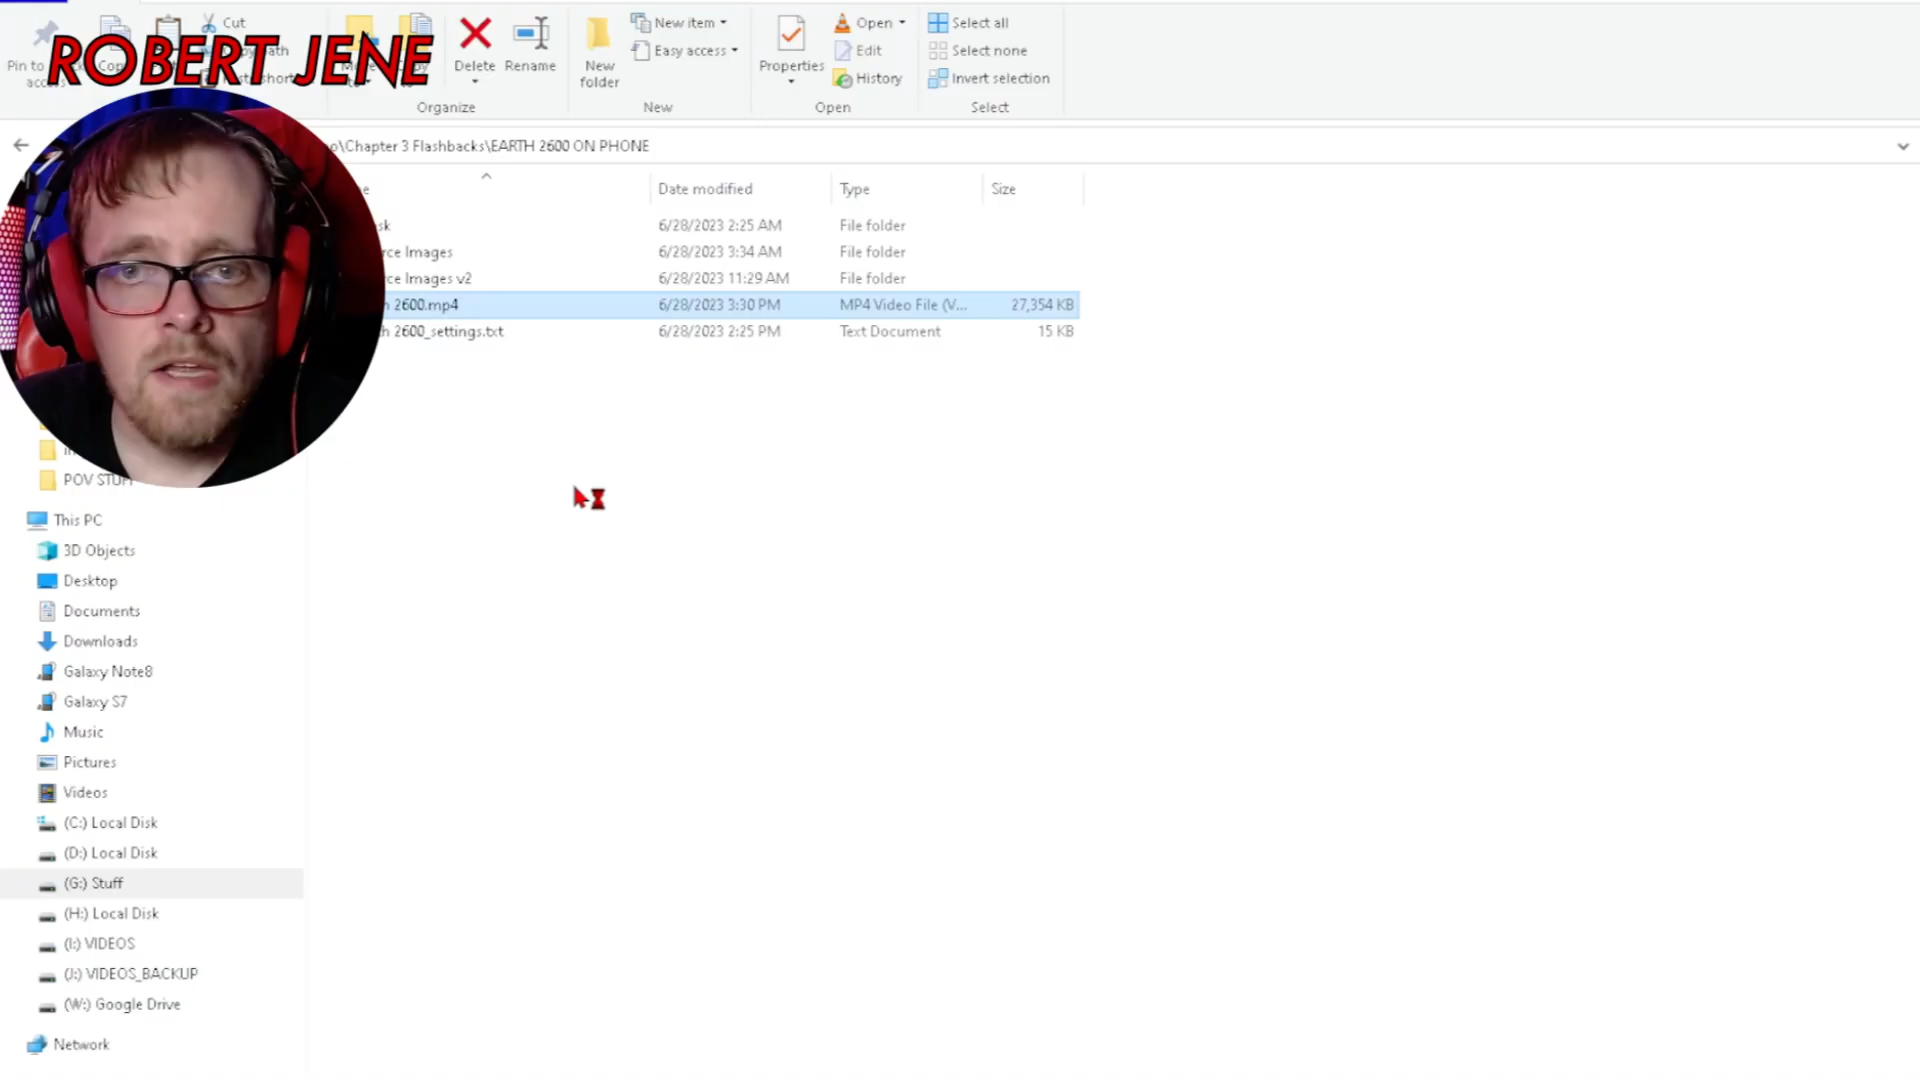 ROBERT JENE
Cut
Pin to
Delete
Rename
New
folder
New item
Easy access
Properties
Open
Edit
History
Select all
Select none
Invert selection
Organize
New
Open
Select
o\Chapter 3 Flashbacks\EARTH 2600 ON PHONE
Date modified
Type
Size
6/28/2023 2:25 AM
File folder
Images
6/28/2023 3:34 AM
File folder
Images v2
6/28/2023 11:29 AM
File folder
2600.mp4
6/28/2023 3:30 PM
MP4 Video File (V...
27,354 KB
2600_settings.txt
6/28/2023 2:25 PM
Text Document
15 KB
POV STUFF
This PC
3D Objects
Desktop
Documents
Downloads
Galaxy Note8
Galaxy S7
Music
Pictures
Videos
(C:) Local Disk
(D:) Local Disk
(G:) Stuff
(H:) Local Disk
(I:) VIDEOS
(J:) VIDEOS_BACKUP
(W:) Google Drive
Network